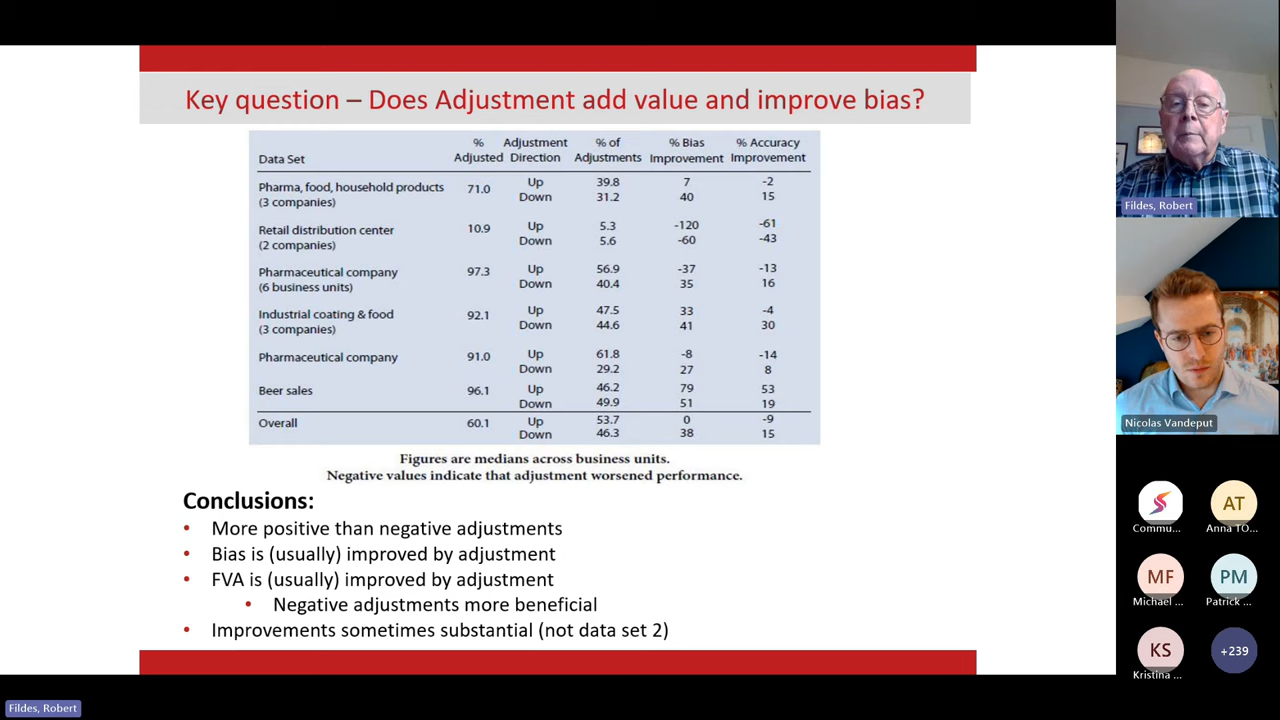 Key question – Does Adjustment add value and improve bias?
Data Set % Adjusted Adjustment Direction % of Adjustments % Bias Improvement % Accuracy Improvement
Pharma, food, household products (3 companies) 71.0 Up 39.8 7 -2
Down 31.2 40 15
Retail distribution center (2 companies) 10.9 Up 5.3 -120 -61
Down 5.6 -60 -43
Pharmaceutical company (6 business units) 97.3 Up 56.9 -37 -13
Down 40.4 35 16
Industrial coating & food (3 companies) 92.1 Up 47.5 33 -4
Down 44.6 41 30
Pharmaceutical company 91.0 Up 61.8 -8 -14
Down 29.2 27 8
Beer sales 96.1 Up 46.2 79 53
Down 49.9 51 19
Overall 60.1 Up 53.7 0 -9
Down 46.3 38 15
Figures are medians across business units.
Negative values indicate that adjustment worsened performance.
Conclusions:
• More positive than negative adjustments
• Bias is (usually) improved by adjustment
• FVA is (usually) improved by adjustment
• Negative adjustments more beneficial
• Improvements sometimes substantial (not data set 2)
Fildes, Robert
Fildes, Robert
Nicolas Vandeput
Commu...
AT
Anna TO...
MF
Michael ...
PM
Patrick ...
KS
Kristina ...
+239